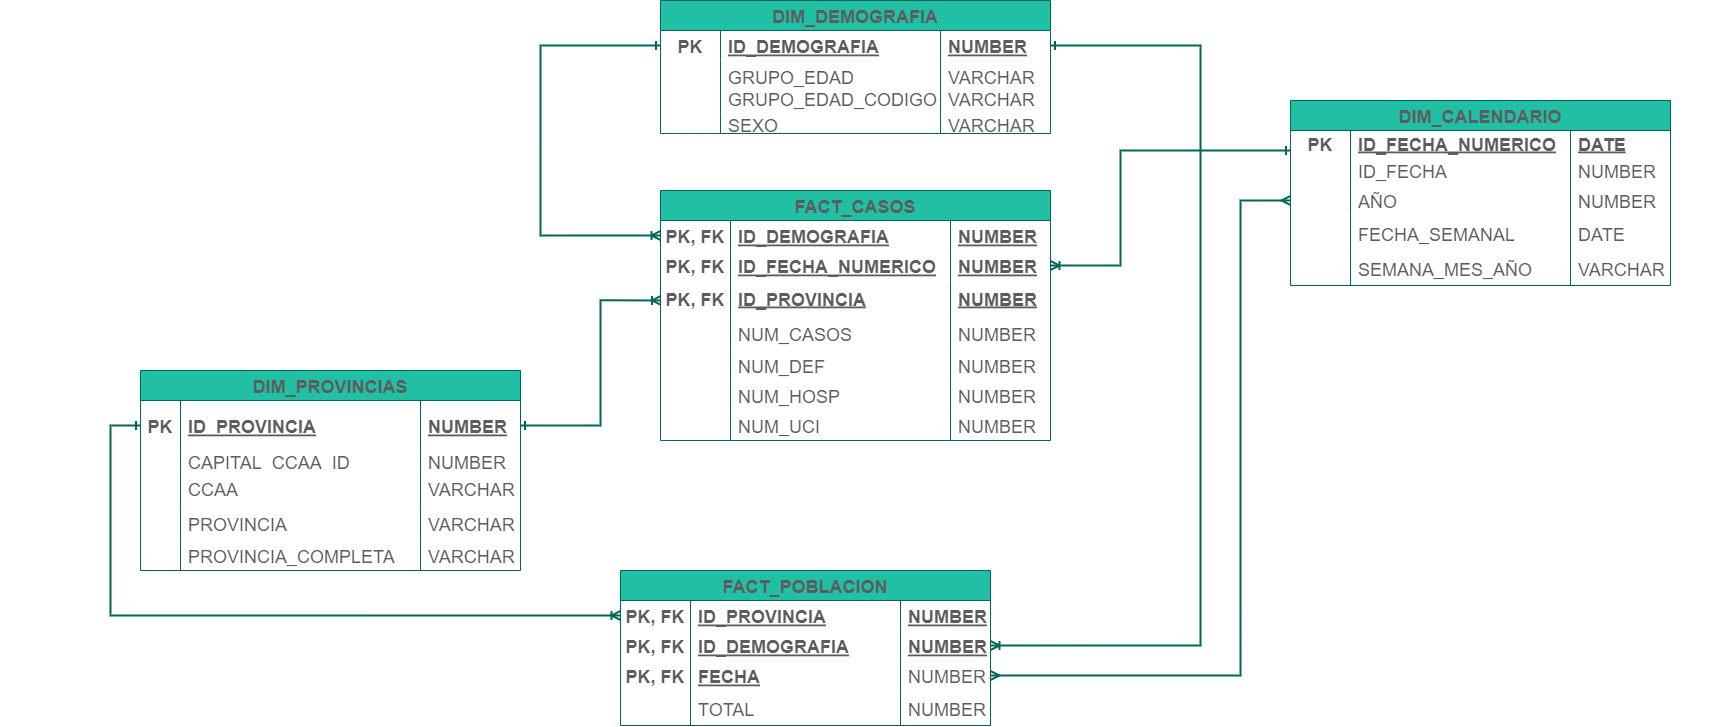 DIM_DEMOGRAFIA
PK ID_DEMOGRAFIA NUMBER
GRUPO_EDAD VARCHAR
GRUPO_EDAD_CODIGO VARCHAR
SEXO VARCHAR
DIM_CALENDARIO
PK ID_FECHA_NUMERICO DATE
ID_FECHA NUMBER
AÑO NUMBER
FECHA_SEMANAL DATE
SEMANA_MES_AÑO VARCHAR
FACT_CASOS
PK, FK ID_DEMOGRAFIA NUMBER
PK, FK ID_FECHA_NUMERICO NUMBER
PK, FK ID_PROVINCIA NUMBER
NUM_CASOS NUMBER
NUM_DEF NUMBER
NUM_HOSP NUMBER
NUM_UCI NUMBER
DIM_PROVINCIAS
PK ID_PROVINCIA NUMBER
CAPITAL_CCAA_ID NUMBER
CCAA VARCHAR
PROVINCIA VARCHAR
PROVINCIA_COMPLETA VARCHAR
FACT_POBLACION
PK, FK ID_PROVINCIA NUMBER
PK, FK ID_DEMOGRAFIA NUMBER
PK, FK FECHA NUMBER
TOTAL NUMBER